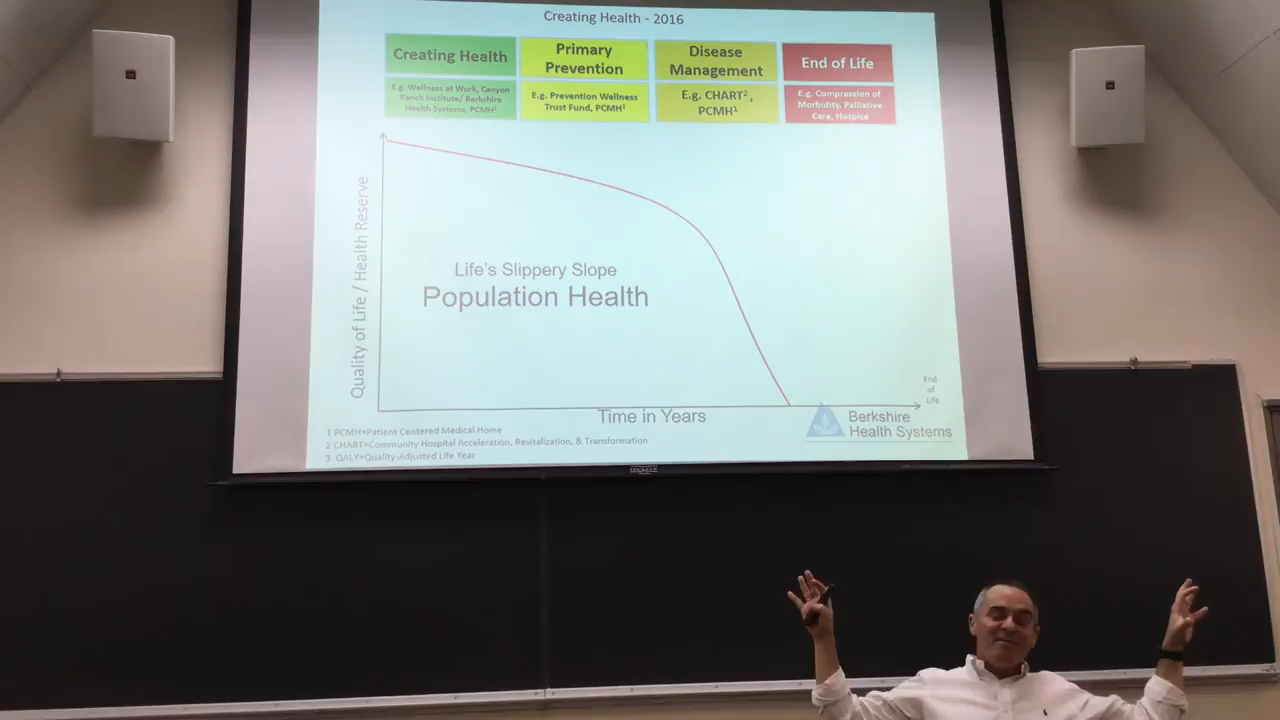 Creating Health - 2016
Creating Health
Primary
Prevention
Disease
Management
End of Life
E.g. Wellness at Work, Canyon
Ranch Institute/ Berkshire
Health Systems, PCMH¹
E.g. Prevention Wellness
Trust Fund, PCMH¹
E.g. CHART²,
PCMH¹
E.g. Compression of
Morbidity, Palliative
Care, Hospice
Quality of Life / Health Reserve
Life's Slippery Slope
Population Health
End
of
Life
Time in Years
Berkshire
Health Systems
1 PCMH=Patient Centered Medical Home
2 CHART=Community Hospital Acceleration, Revitalization, & Transformation
3 QALY=Quality-Adjusted Life Year